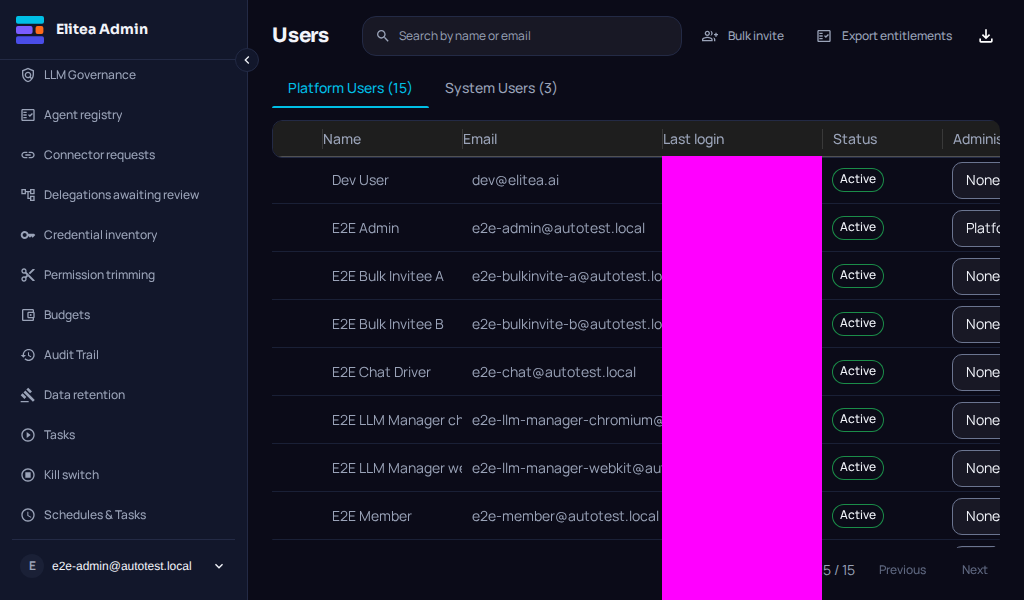 Elitea Admin
LLM Governance
Agent registry
Connector requests
Delegations awaiting review
Credential inventory
Permission trimming
Budgets
Audit Trail
Data retention
Tasks
Kill switch
Schedules & Tasks
E e2e-admin@autotest.local
Users
Search by name or email
Bulk invite
Export entitlements
Platform Users (15) System Users (3)
Name Email Last login Status Adminis
Dev User dev@elitea.ai Active None
E2E Admin e2e-admin@autotest.local Active Platfo
E2E Bulk Invitee A e2e-bulkinvite-a@autotest.lo Active None
E2E Bulk Invitee B e2e-bulkinvite-b@autotest.lo Active None
E2E Chat Driver e2e-chat@autotest.local Active None
E2E LLM Manager ch e2e-llm-manager-chromium@ Active None
E2E LLM Manager we e2e-llm-manager-webkit@au Active None
E2E Member e2e-member@autotest.local Active None
5 / 15 Previous Next